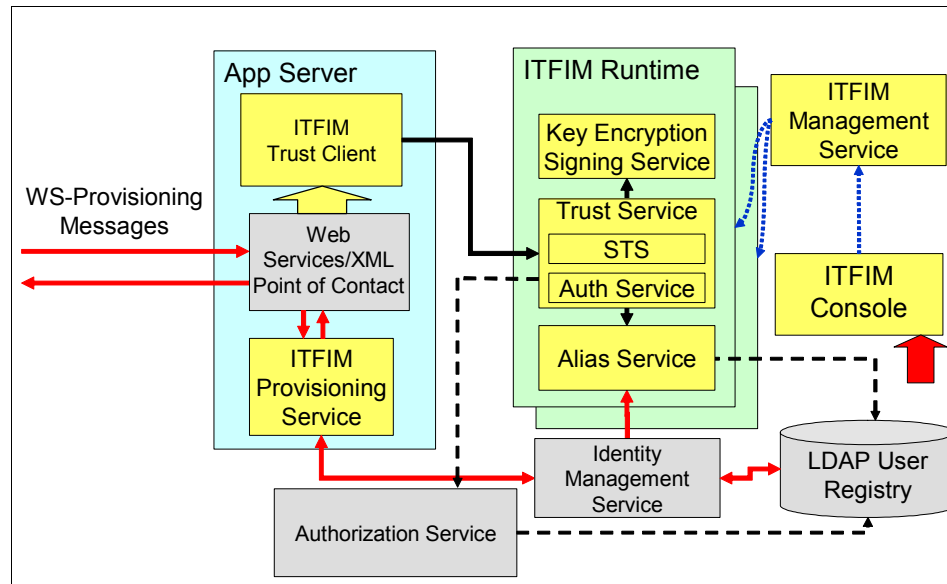 App Server
ITFIM
Trust Client
WS-Provisioning
Messages
Web
Services/XML
Point of Contact
ITFIM
Provisioning
Service
ITFIM Runtime
Key Encryption
Signing Service
Trust Service
STS
Auth Service
Alias Service
ITFIM
Management
Service
ITFIM
Console
Identity
Management
Service
LDAP User
Registry
Authorization Service